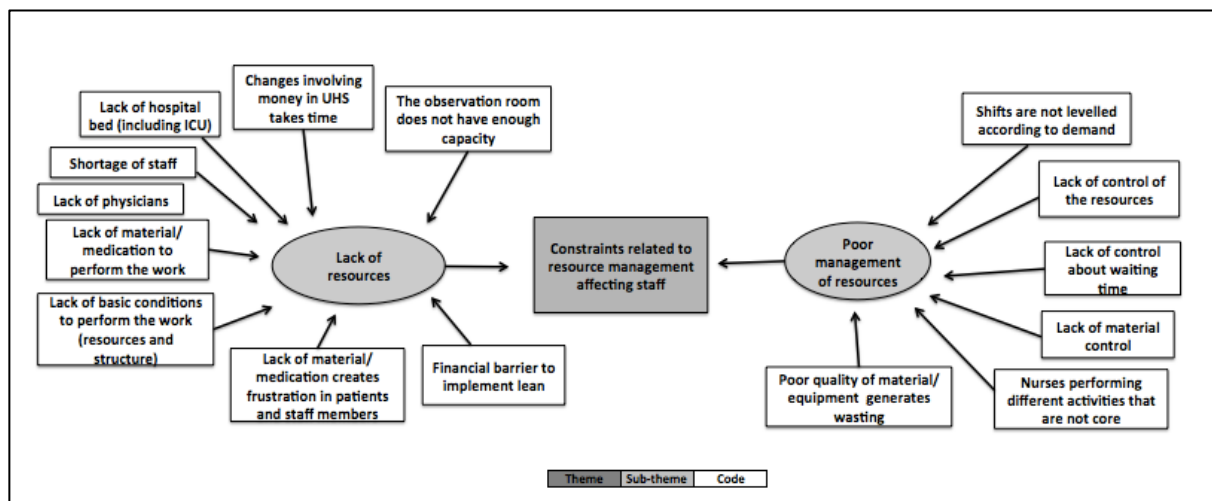 Changes involving
money in UHS
takes time
Lack of hospital
bed (including ICU)
The observation room
does not have enough
capacity
Shortage of staff
Lack of physicians
Lack of material/
medication to
perform the work
Lack of basic conditions
to perform the work
(resources and
structure)
Lack of material/
medication creates
frustration in patients
and staff members
Financial barrier to
implement lean
Lack of
resources
Constraints related to
resource management
affecting staff
Poor
management
of resources
Shifts are not levelled
according to demand
Lack of control of
the resources
Lack of control
about waiting
time
Lack of material
control
Nurses performing
different activities that
are not core
Poor quality of material/
equipment generates
wasting
Theme
Sub-theme
Code